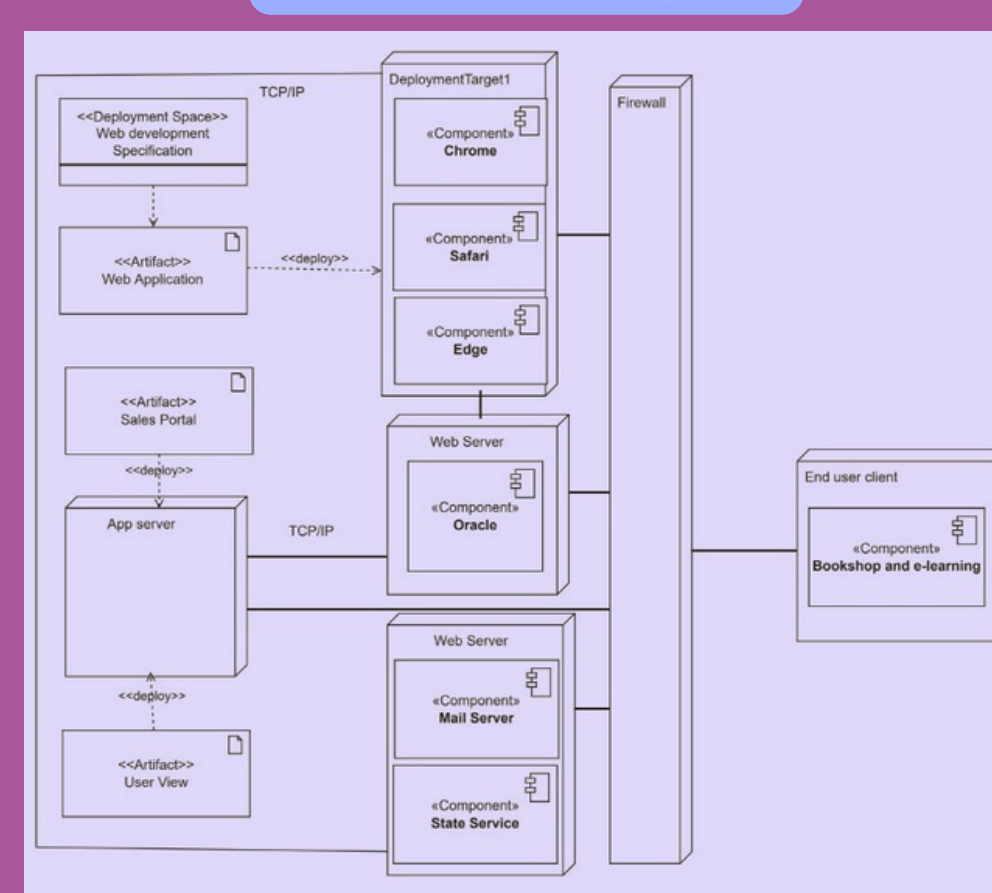 DeploymentTarget1
TCP/IP
Firewall
<<Deployment Space>>
Web development
Specification
«Component»
Chrome
<<Artifact>>
Web Application
<<deploy>>
«Component»
Safari
«Component»
Edge
<<Artifact>>
Sales Portal
<<deploy>>
Web Server
«Component»
Oracle
End user client
«Component»
Bookshop and e-learning
App server
TCP/IP
Web Server
«Component»
Mail Server
<<deploy>>
<<Artifact>>
User View
«Component»
State Service